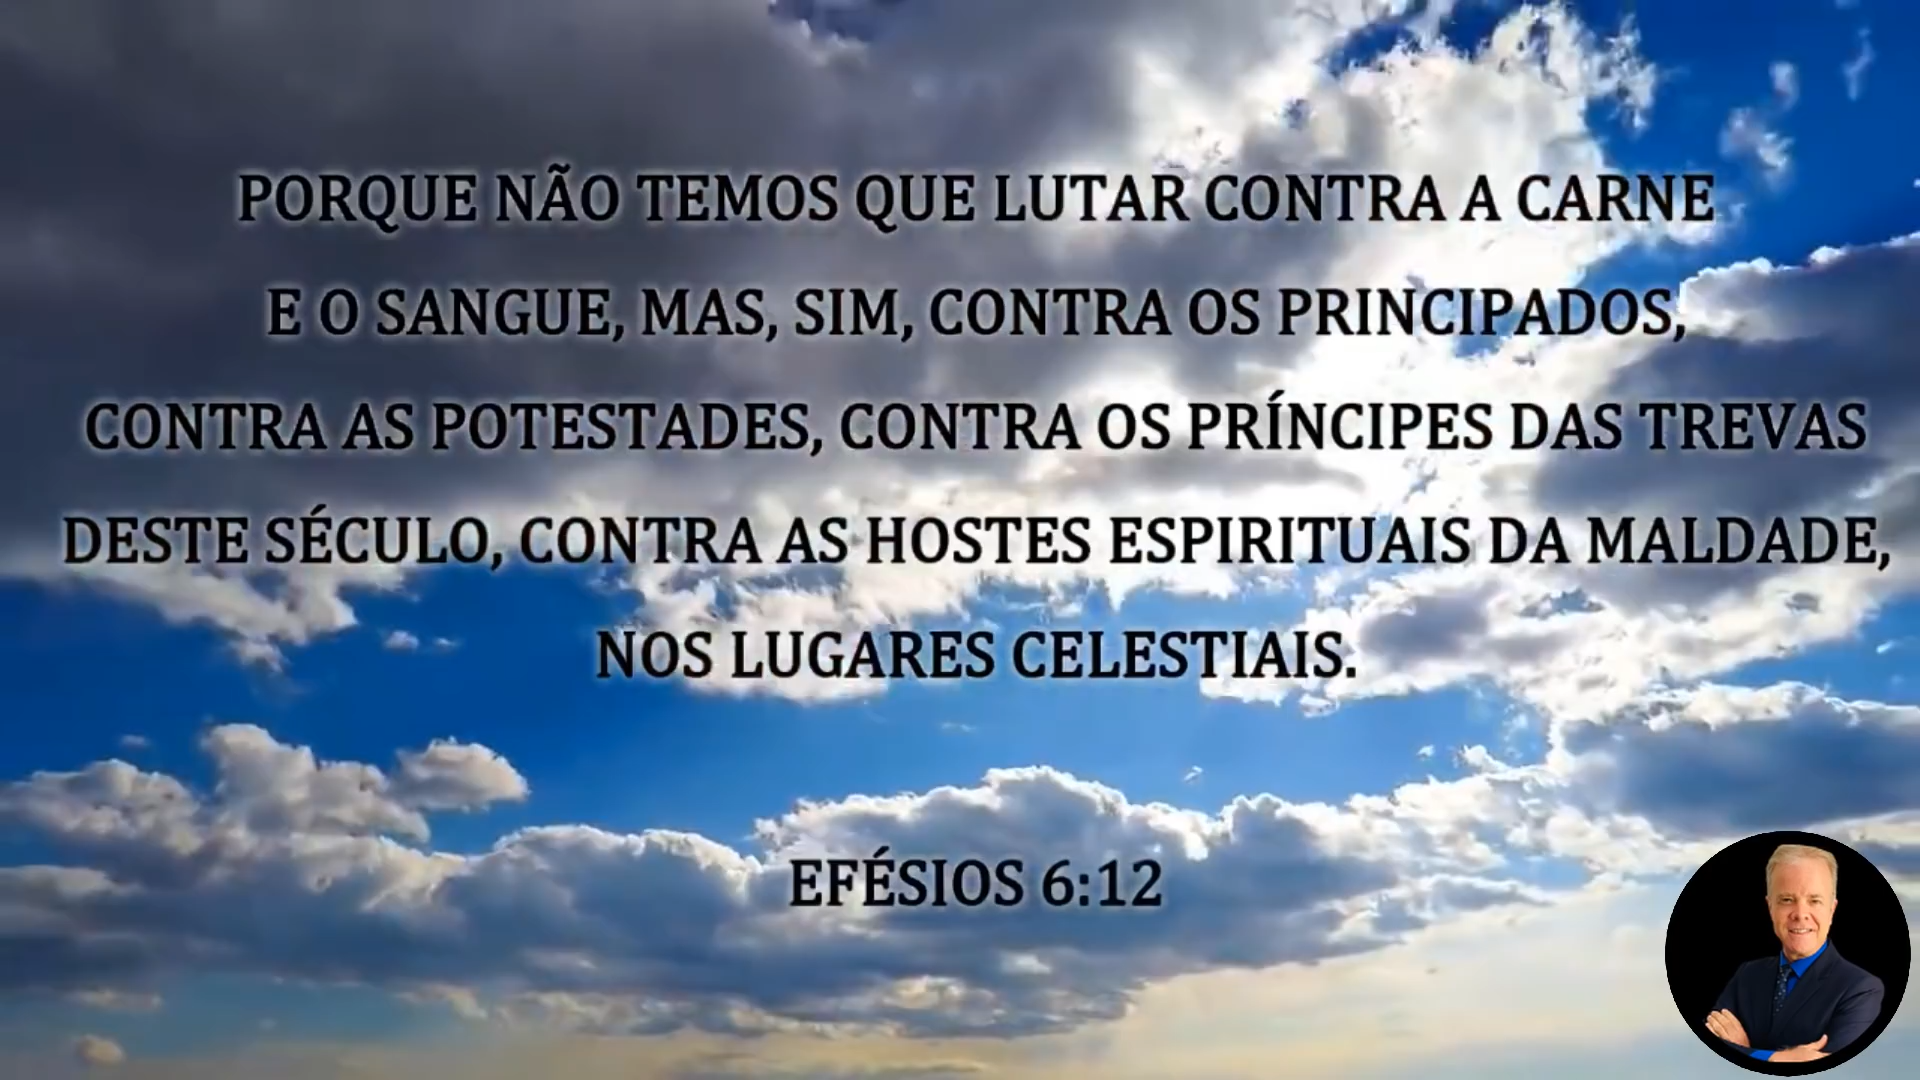 PORQUE NÃO TEMOS QUE LUTAR CONTRA A CARNE
E O SANGUE, MAS, SIM, CONTRA OS PRINCIPADOS,
CONTRA AS POTESTADES, CONTRA OS PRÍNCIPES DAS TREVAS
DESTE SÉCULO, CONTRA AS HOSTES ESPIRITUAIS DA MALDADE,
NOS LUGARES CELESTIAIS.
EFÉSIOS 6:12